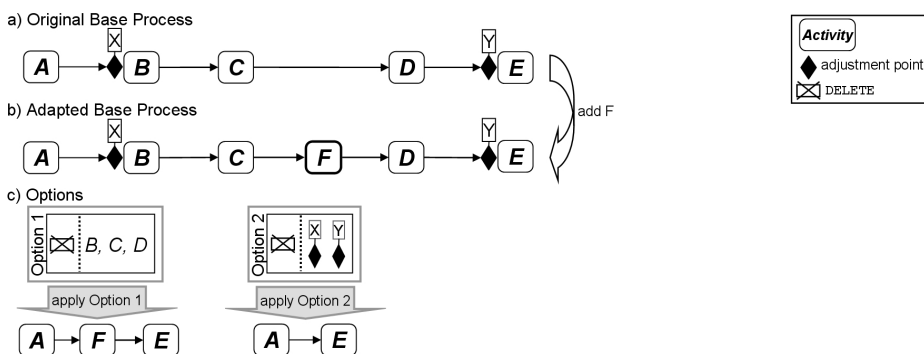 a) Original Base Process
X
Y
A B C D E
Activity
adjustment point
DELETE
add F
b) Adapted Base Process
X
Y
A B C F D E
c) Options
Option 1
B, C, D
Option 2
X Y
apply Option 1
apply Option 2
A F E
A E